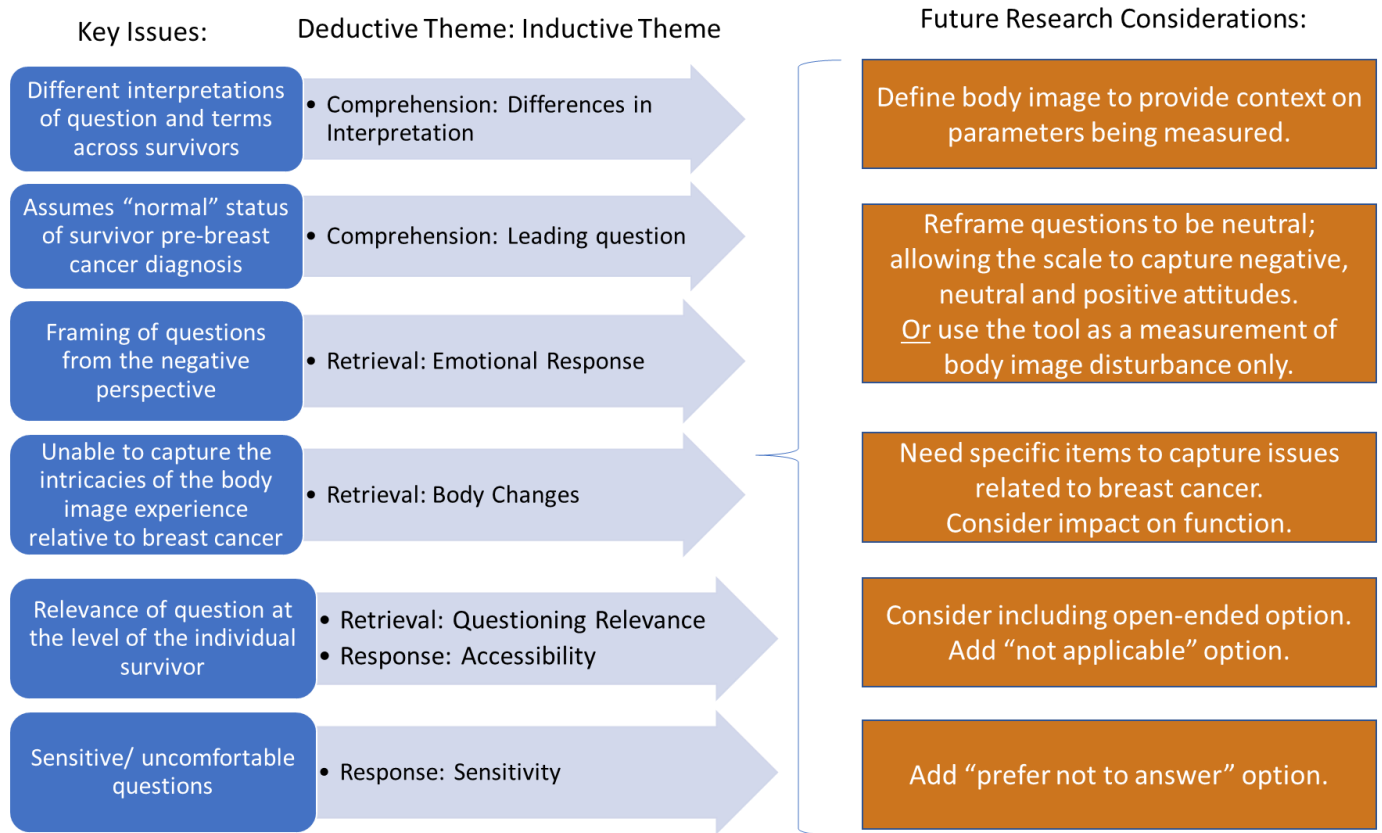 Key Issues:
Deductive Theme: Inductive Theme
Future Research Considerations:
Different interpretations
of question and terms
across survivors
• Comprehension: Differences in
Interpretation
Define body image to provide context on
parameters being measured.
Assumes “normal” status
of survivor pre-breast
cancer diagnosis
• Comprehension: Leading question
Reframe questions to be neutral;
allowing the scale to capture negative,
neutral and positive attitudes.
Or use the tool as a measurement of
body image disturbance only.
Framing of questions
from the negative
perspective
• Retrieval: Emotional Response
Unable to capture the
intricacies of the body
image experience
relative to breast cancer
• Retrieval: Body Changes
Need specific items to capture issues
related to breast cancer.
Consider impact on function.
Relevance of question at
the level of the individual
survivor
• Retrieval: Questioning Relevance
• Response: Accessibility
Consider including open-ended option.
Add “not applicable” option.
Sensitive/ uncomfortable
questions
• Response: Sensitivity
Add “prefer not to answer” option.